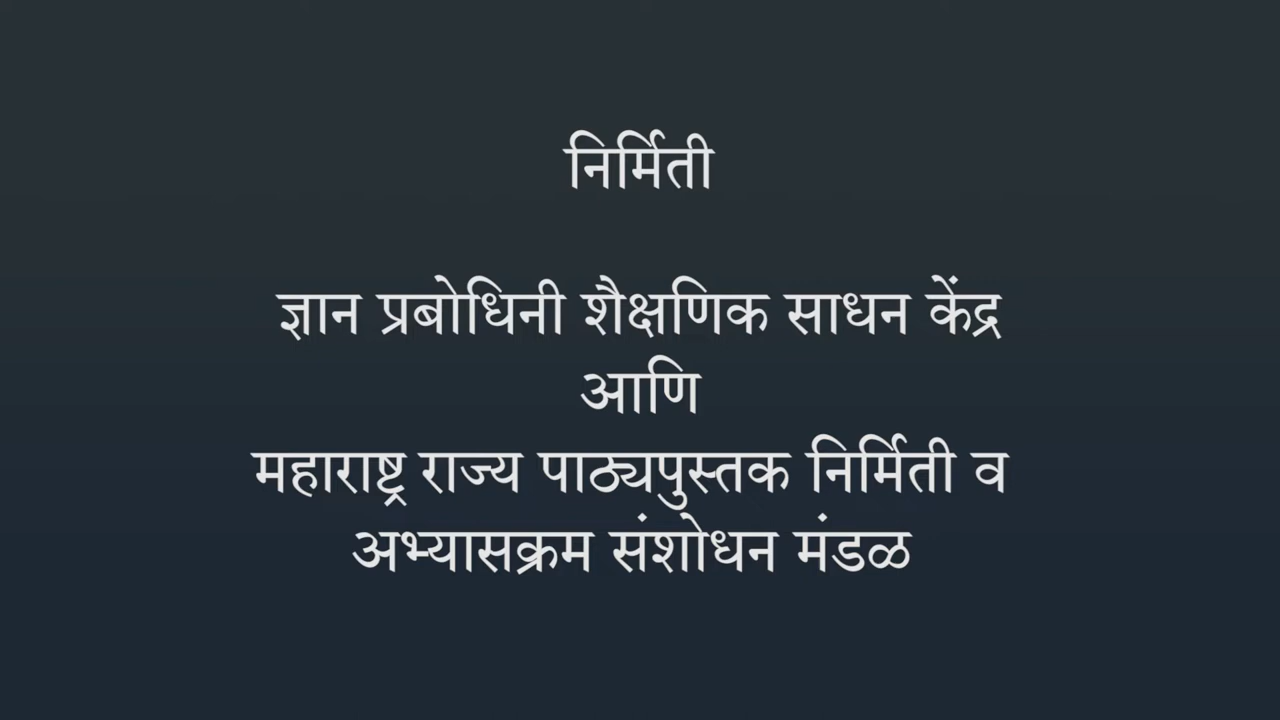 निर्मिती
ज्ञान प्रबोधिनी शैक्षणिक साधन केंद्र
आणि
महाराष्ट्र राज्य पाठ्यपुस्तक निर्मिती व
अभ्यासक्रम संशोधन मंडळ